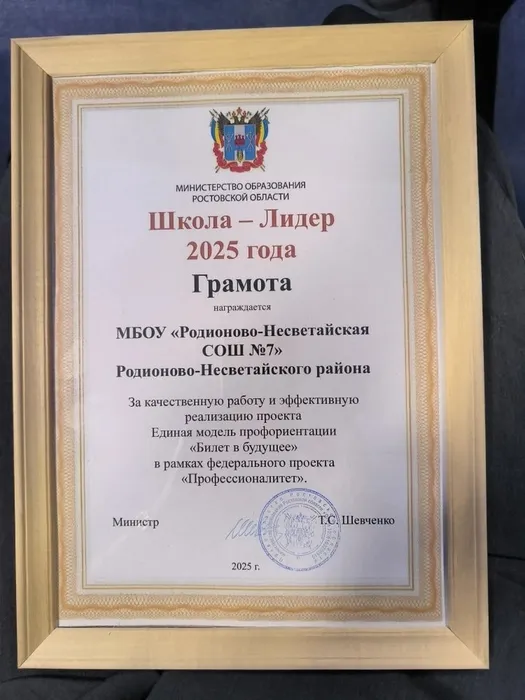 МИНИСТЕРСТВО ОБРАЗОВАНИЯ
РОСТОВСКОЙ ОБЛАСТИ
Школа – Лидер
2025 года
Грамота
награждается
МБОУ «Родионово-Несветайская
СОШ №7»
Родионово-Несветайского района
За качественную работу и эффективную
реализацию проекта
Единая модель профориентации
«Билет в будущее»
в рамках федерального проекта
«Профессионалитет».
Министр Т.С. Шевченко
2025 г.